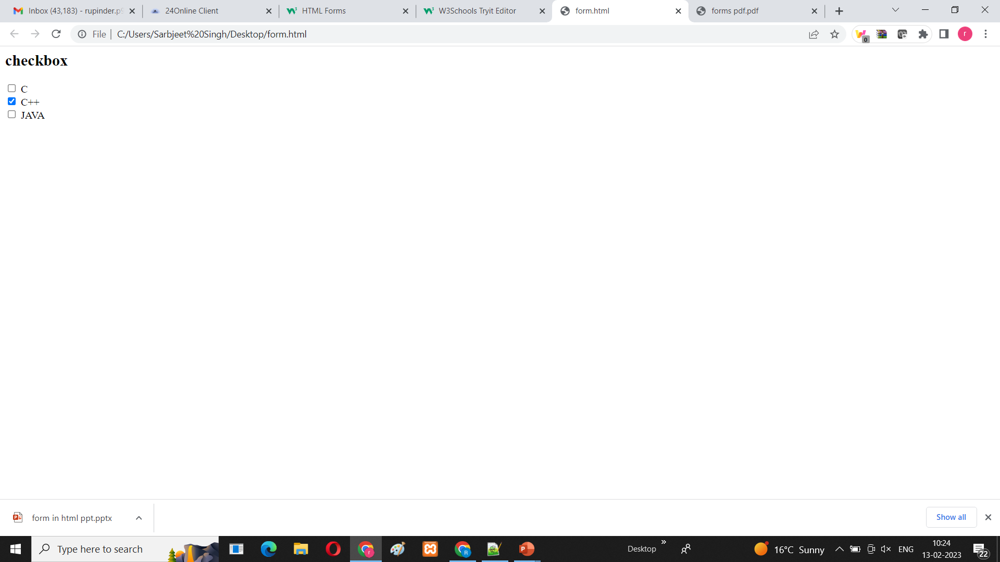 Inbox (43,183) - rupinder.p9
24Online Client
HTML Forms
W3Schools Tryit Editor
form.html
forms pdf.pdf
File
C:/Users/Sarbjeet%20Singh/Desktop/form.html
0
r
checkbox
C
C++
JAVA
form in html ppt.pptx
Show all
Type here to search
Desktop
16°C Sunny
ENG
10:24
13-02-2023
22